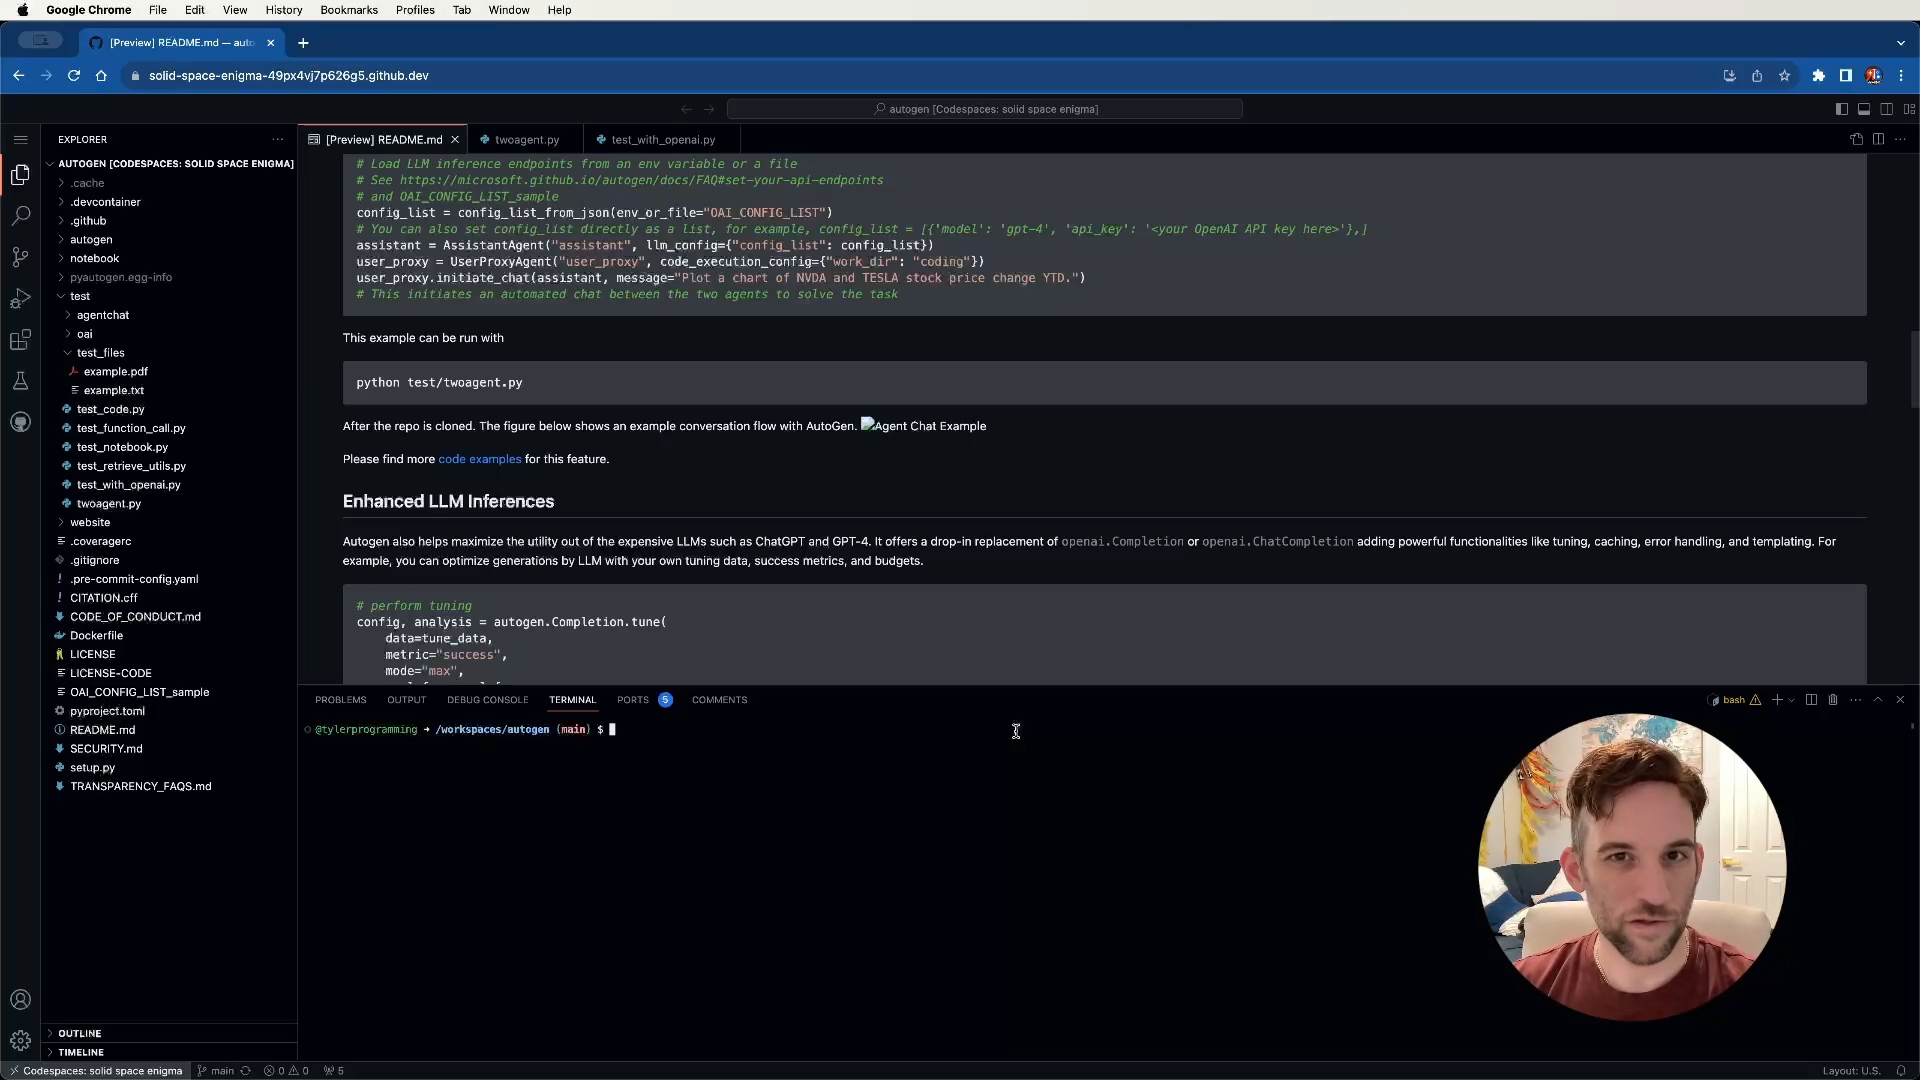 Google Chrome File Edit View History Bookmarks Profiles Tab Window Help
[Preview] README.md — auto
solid-space-enigma-49px4vj7p626g5.github.dev
autogen [Codespaces: solid space enigma]
EXPLORER
AUTOGEN [CODESPACES: SOLID SPACE ENIGMA]
.cache
.devcontainer
.github
autogen
notebook
pyautogen.egg-info
test
agentchat
oai
test_files
example.pdf
example.txt
test_code.py
test_function_call.py
test_notebook.py
test_retrieve_utils.py
test_with_openai.py
twoagent.py
website
.coveragerc
.gitignore
.pre-commit-config.yaml
CITATION.cff
CODE_OF_CONDUCT.md
Dockerfile
LICENSE
LICENSE-CODE
OAI_CONFIG_LIST_sample
pyproject.toml
README.md
SECURITY.md
setup.py
TRANSPARENCY_FAQS.md
OUTLINE
TIMELINE
[Preview] README.md twoagent.py test_with_openai.py
# Load LLM inference endpoints from an env variable or a file
# See https://microsoft.github.io/autogen/docs/FAQ#set-your-api-endpoints
# and OAI_CONFIG_LIST_sample
config_list = config_list_from_json(env_or_file="OAI_CONFIG_LIST")
# You can also set config_list directly as a list, for example, config_list = [{'model': 'gpt-4', 'api_key': '<your OpenAI API key here>'},]
assistant = AssistantAgent("assistant", llm_config={"config_list": config_list})
user_proxy = UserProxyAgent("user_proxy", code_execution_config={"work_dir": "coding"})
user_proxy.initiate_chat(assistant, message="Plot a chart of NVDA and TESLA stock price change YTD.")
# This initiates an automated chat between the two agents to solve the task
This example can be run with
python test/twoagent.py
After the repo is cloned. The figure below shows an example conversation flow with AutoGen. Agent Chat Example
Please find more code examples for this feature.
Enhanced LLM Inferences
Autogen also helps maximize the utility out of the expensive LLMs such as ChatGPT and GPT-4. It offers a drop-in replacement of openai.Completion or openai.ChatCompletion adding powerful functionalities like tuning, caching, error handling, and templating. For
example, you can optimize generations by LLM with your own tuning data, success metrics, and budgets.
# perform tuning
config, analysis = autogen.Completion.tune(
data=tune_data,
metric="success",
mode="max",
PROBLEMS OUTPUT DEBUG CONSOLE TERMINAL PORTS 5 COMMENTS
bash
@tylerprogramming → /workspaces/autogen (main) $
Codespaces: solid space enigma main 0 0 5 Layout: U.S.